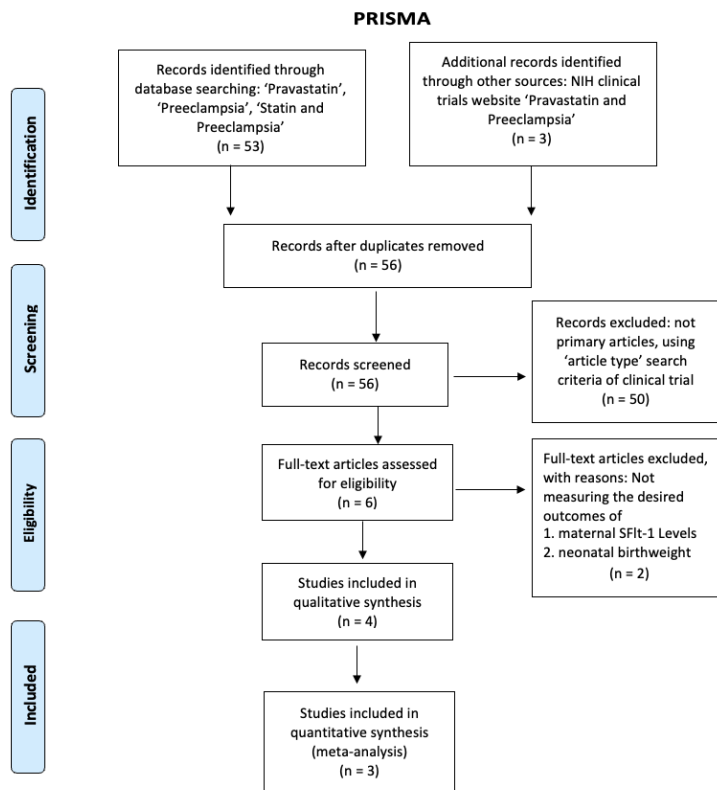 PRISMA
Records identified through
database searching: ‘Pravastatin’,
‘Preeclampsia’, ‘Statin and
Preeclampsia’
(n = 53)
Additional records identified
through other sources: NIH clinical
trials website ‘Pravastatin and
Preeclampsia’
(n = 3)
Identification
Records after duplicates removed
(n = 56)
Screening
Records screened
(n = 56)
Records excluded: not
primary articles, using
‘article type’ search
criteria of clinical trial
(n = 50)
Eligibility
Full-text articles assessed
for eligibility
(n = 6)
Full-text articles excluded,
with reasons: Not
measuring the desired
outcomes of
1. maternal SFlt-1 Levels
2. neonatal birthweight
(n = 2)
Studies included in
qualitative synthesis
(n = 4)
Included
Studies included in
quantitative synthesis
(meta-analysis)
(n = 3)